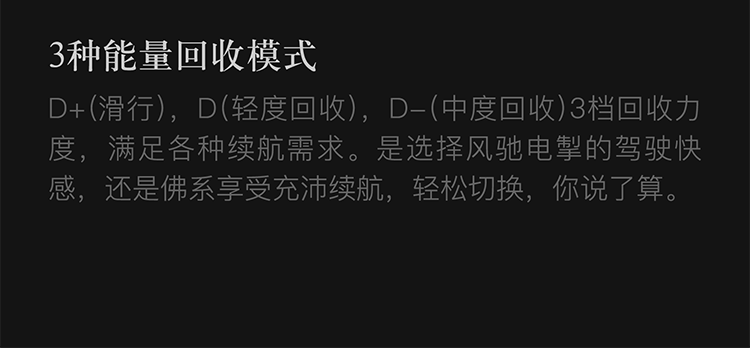 3种能量回收模式
D+(滑行)，D(轻度回收)，D-(中度回收)3档回收力
度，满足各种续航需求。是选择风驰电掣的驾驶快
感，还是佛系享受充沛续航，轻松切换，你说了算。